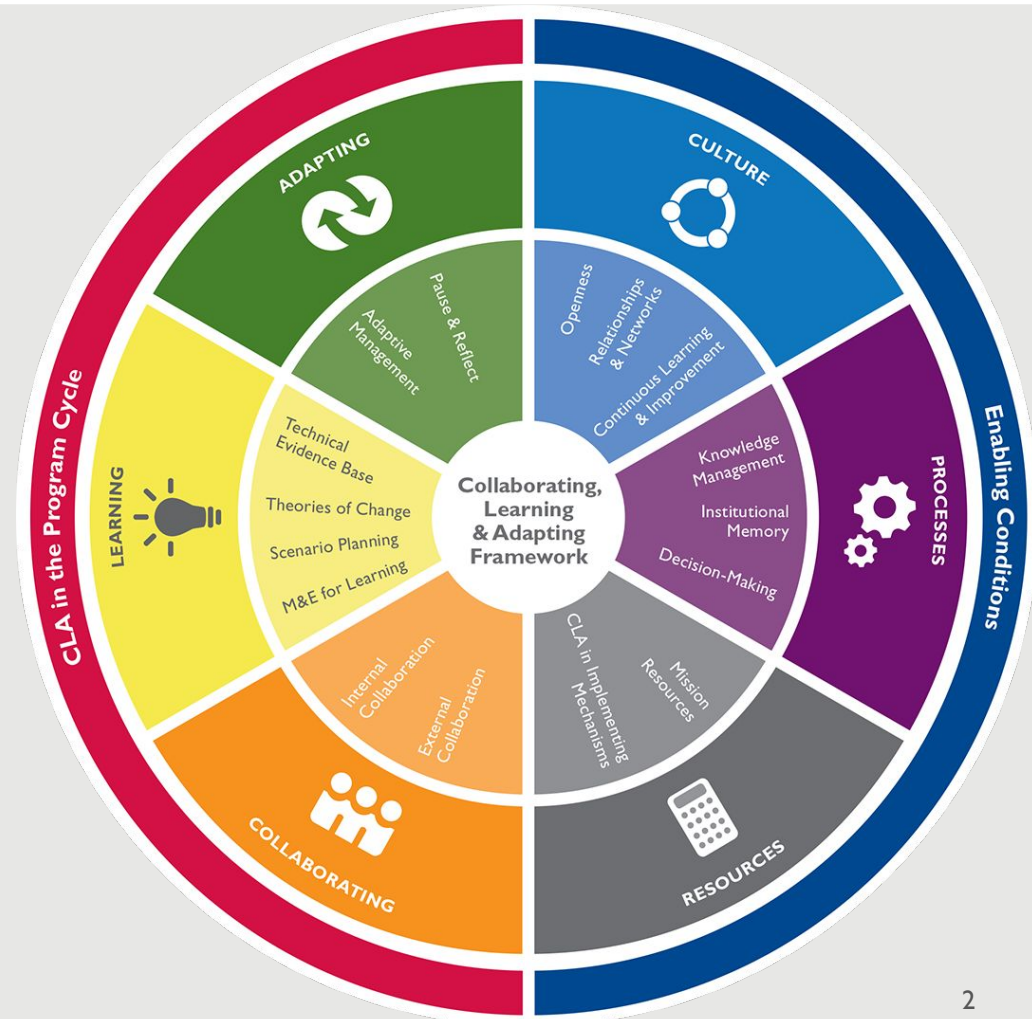 CLA in the Program Cycle
Enabling Conditions
ADAPTING
Adaptive
Management
Pause & Reflect
CULTURE
Openness
Relationships
& Networks
Continuous Learning
& Improvement
LEARNING
Technical
Evidence Base
Theories of Change
Scenario Planning
M&E for Learning
Collaborating,
Learning
& Adapting
Framework
PROCESSES
Knowledge
Management
Institutional
Memory
Decision-Making
COLLABORATING
Internal
Collaboration
External
Collaboration
RESOURCES
CLA in Implementing
Mechanisms
Mission
Resources
2